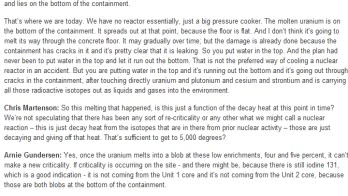 and lies on the bottom of the containment.
That's where we are today. We have no reactor essentially, just a big pressure cooker. The molten uranium is on
the bottom of the containment. It spreads out at that point, because the floor is flat. And I don't think it's going to
melt its way through the concrete floor. It may gradually over time; but the damage is already done because the
containment has cracks in it and it's pretty clear that it is leaking. So you put water in the top. And the plan had
never been to put water in the top and let it run out the bottom. That is not the preferred way of cooling a nuclear
reactor in an accident. But you are putting water in the top and it's running out the bottom and it's going out through
cracks in the containment, after touching directly uranium and plutonium and cesium and strontium and is carrying
all those radioactive isotopes out as liquids and gases into the environment.
Chris Martenson: So this melting that happened, is this just a function of the decay heat at this point in time?
We're not speculating that there has been any sort of re-criticality or any other what we might call a nuclear
reaction – this is just decay heat from the isotopes that are in there from prior nuclear activity – those are just
decaying and giving off that heat. That's sufficient to get to 5,000 degrees?
Arnie Gundersen: Yes, once the uranium melts into a blob at these low enrichments, four and five percent, it can't
make a new criticality. If criticality is occurring on the site - and there might be, because there is still iodine 131,
which is a good indication - it is not coming from the Unit 1 core and it's not coming from the Unit 2 core, because
those are both blobs at the bottom of the containment.